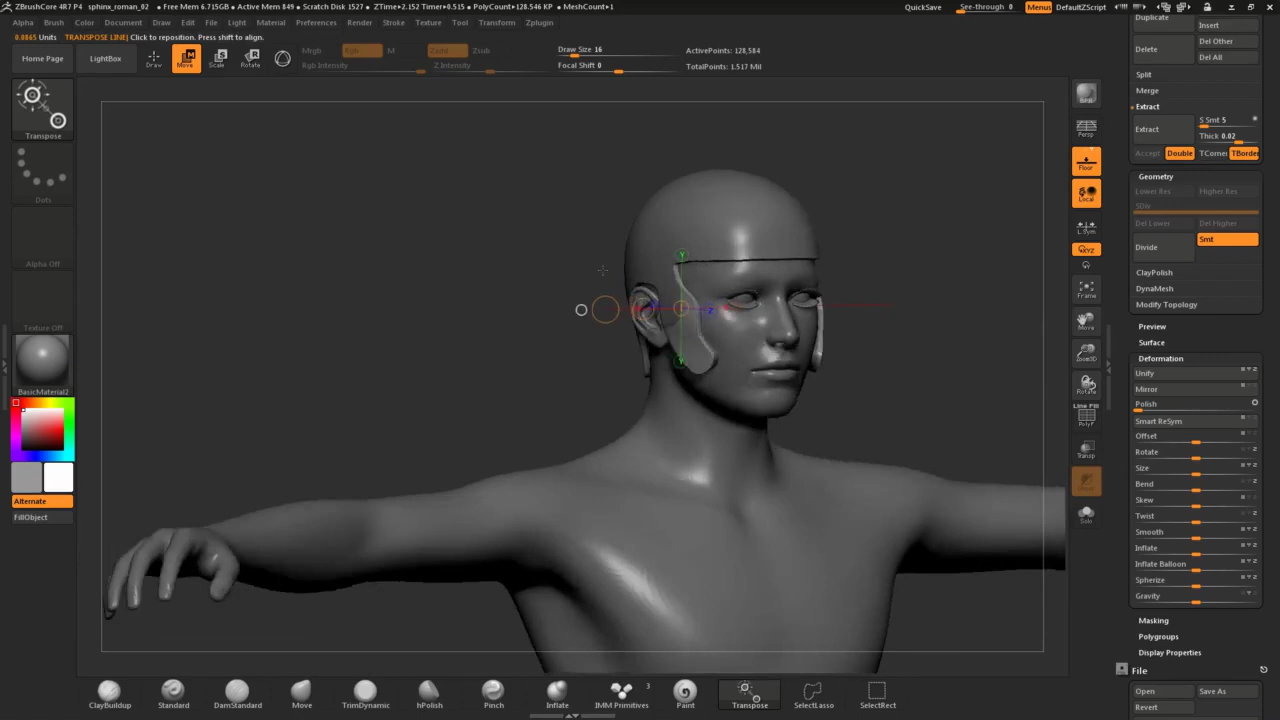 ZBrushCore 4R7 P4   sphinx_roman_02   • Free Mem 6.715GB • Active Mem 849 • Scratch Disk 1527 • ZTime▸2.152 Timer▸0.515 • PolyCount▸128.546 KP  • MeshCount▸1   QuickSave   See-through  0   Menus   DefaultZScript
Alpha   Brush   Color   Document   Draw   Edit   File   Light   Material   Preferences   Render   Stroke   Texture   Tool   Transform   Zplugin
0.0865 Units   TRANSPOSE LINE| Click to reposition. Press shift to align.
Home Page   LightBox   Draw   Move   Scale   Rotate
Mrgb   Rgb   M   Zadd   Zsub
Rgb Intensity   Z Intensity
Draw Size 16   ActivePoints: 128,584
Focal Shift 0   TotalPoints: 1.517 Mil
Transpose
Dots
Alpha Off
Texture Off
BasicMaterial2
Alternate
FillObject
Y
Z
Y
Persp
Floor
Local
L.Sym
XYZ
Frame
Move
Zoom3D
Rotate
Line Fill
PolyF
Transp
Solo
Duplicate   Insert
Delete   Del Other
Del All
Split
Merge
Extract
Extract   S Smt 5
Thick 0.02
Accept   Double   TCorne   TBorde
Geometry
Lower Res   Higher Res
SDiv
Del Lower   Del Higher
Divide   Smt
ClayPolish
DynaMesh
Modify Topology
Preview
Surface
Deformation
Unify
Mirror
Polish
Smart ReSym
Offset
Rotate
Size
Bend
Skew
Twist
Smooth
Inflate
Inflate Balloon
Spherize
Gravity
Masking
Polygroups
Display Properties
File
Open   Save As
Revert
3
ClayBuildup   Standard   DamStandard   Move   TrimDynamic   hPolish   Pinch   Inflate   IMM Primitives   Paint   Transpose   SelectLasso   SelectRect